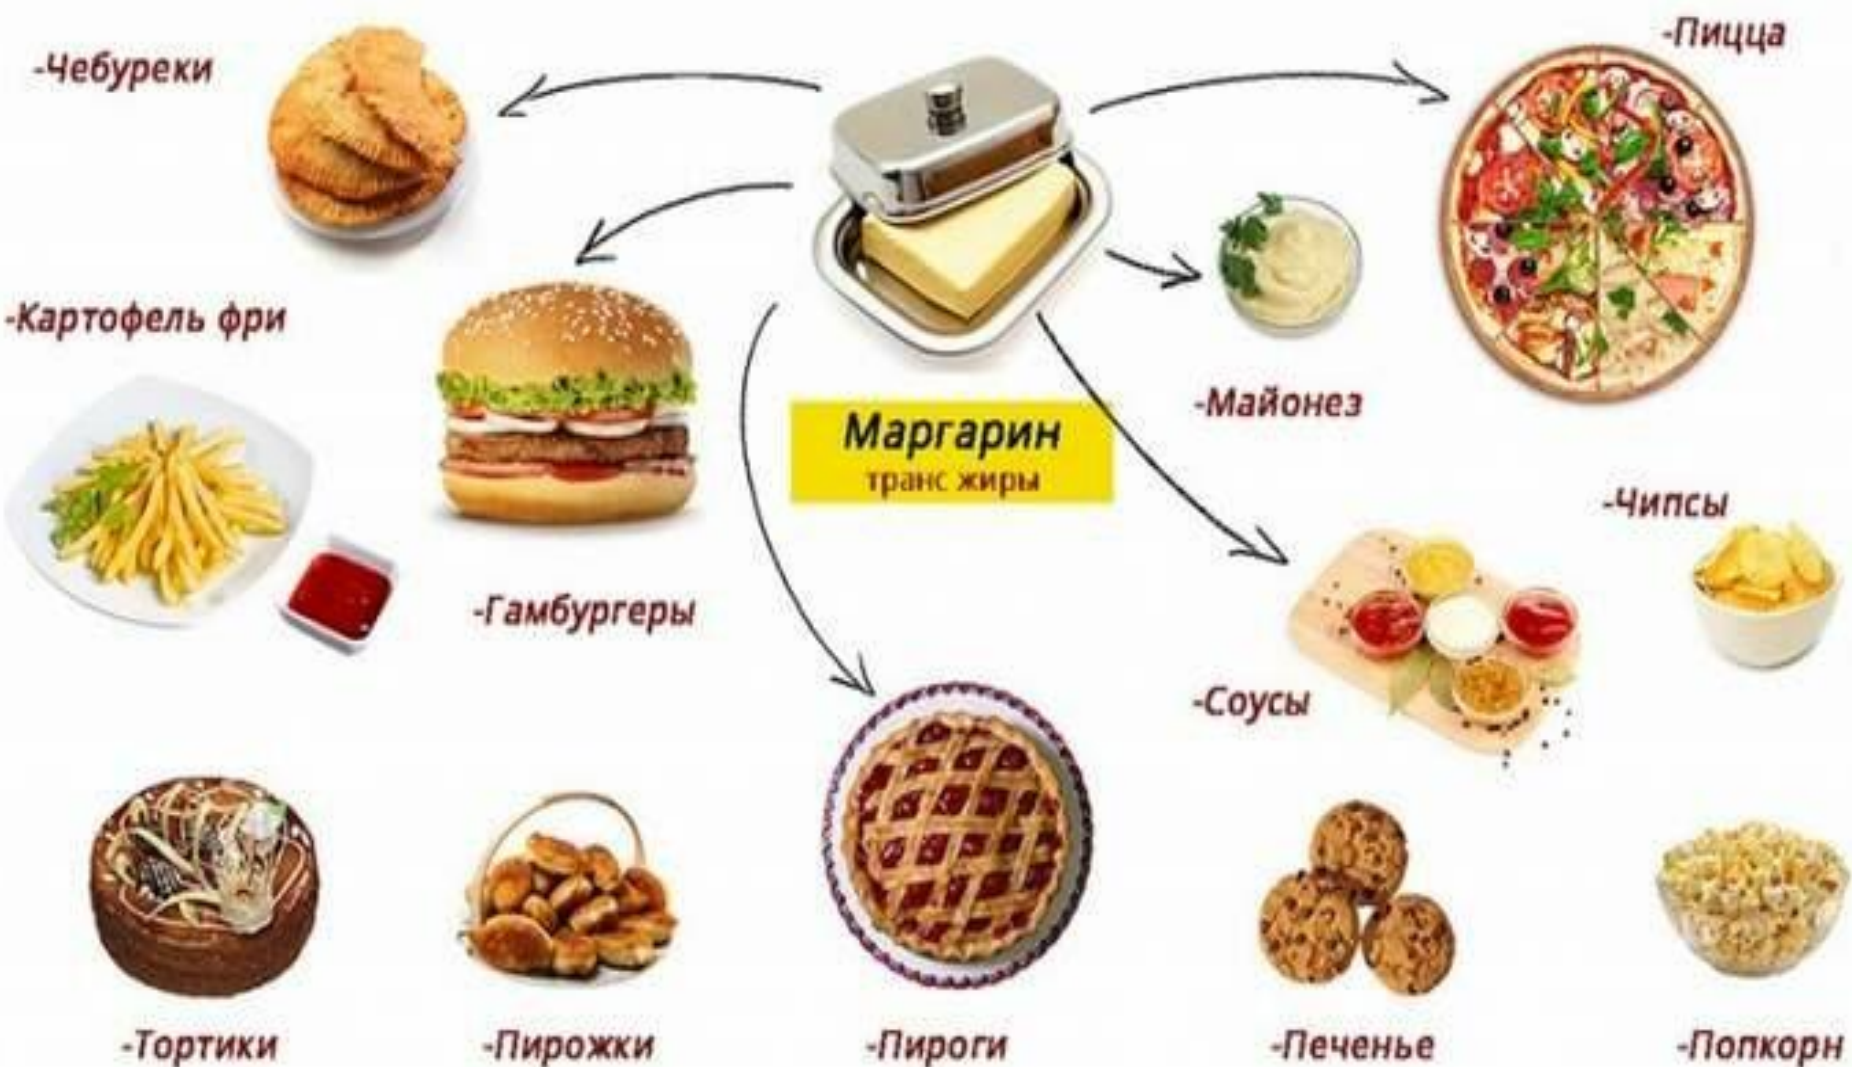 -Чебуреки
-Пицца
-Картофель фри
-Майонез
Маргарин
транс жиры
-Чипсы
-Гамбургеры
-Соусы
-Тортики
-Пирожки
-Пироги
-Печенье
-Попкорн